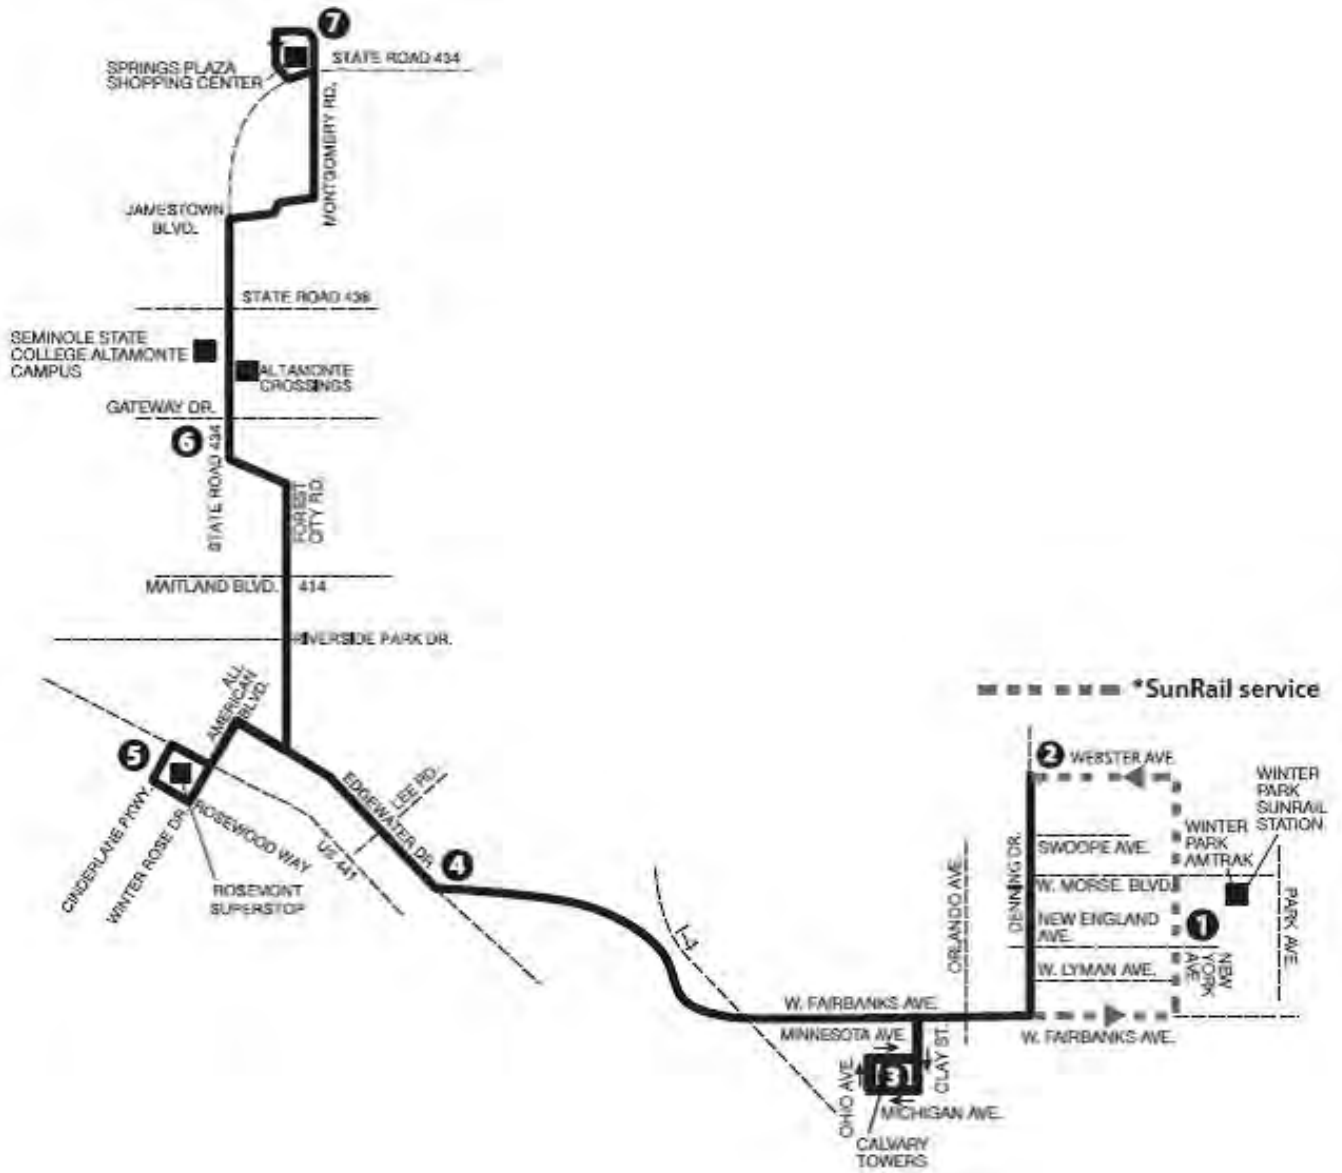 7
STATE ROAD 434
SPRINGS PLAZA
SHOPPING CENTER
MONTGOMERY RD.
JAMESTOWN
BLVD.
STATE ROAD 436
SEMINOLE STATE
COLLEGE ALTAMONTE
CAMPUS
ALTAMONTE
CROSSINGS
GATEWAY DR.
6
STATE ROAD 434
FOREST
CITY RD.
MAITLAND BLVD. 414
RIVERSIDE PARK DR.
ALL
AMERICAN
BLVD.
5
CINDERLANE PKWY.
WINTER ROSE DR.
ROSEWOOD WAY
ROSEMONT
SUPERSTOP
US 441
EDGEWATER DR.
LEE RD.
4
I-4
W. FAIRBANKS AVE.
MINNESOTA AVE.
OHIO AVE.
3
CLAY ST.
MICHIGAN AVE.
CALVARY
TOWERS
ORLANDO AVE.
DENNING DR.
*SunRail service
2
WEBSTER AVE.
WINTER
PARK
SUNRAIL
STATION
WINTER
PARK
AMTRAK
SWOOPE AVE.
W. MORSE. BLVD.
NEW ENGLAND
AVE.
1
W. LYMAN AVE.
NEW
YORK
AVE.
PARK AVE.
W. FAIRBANKS AVE.